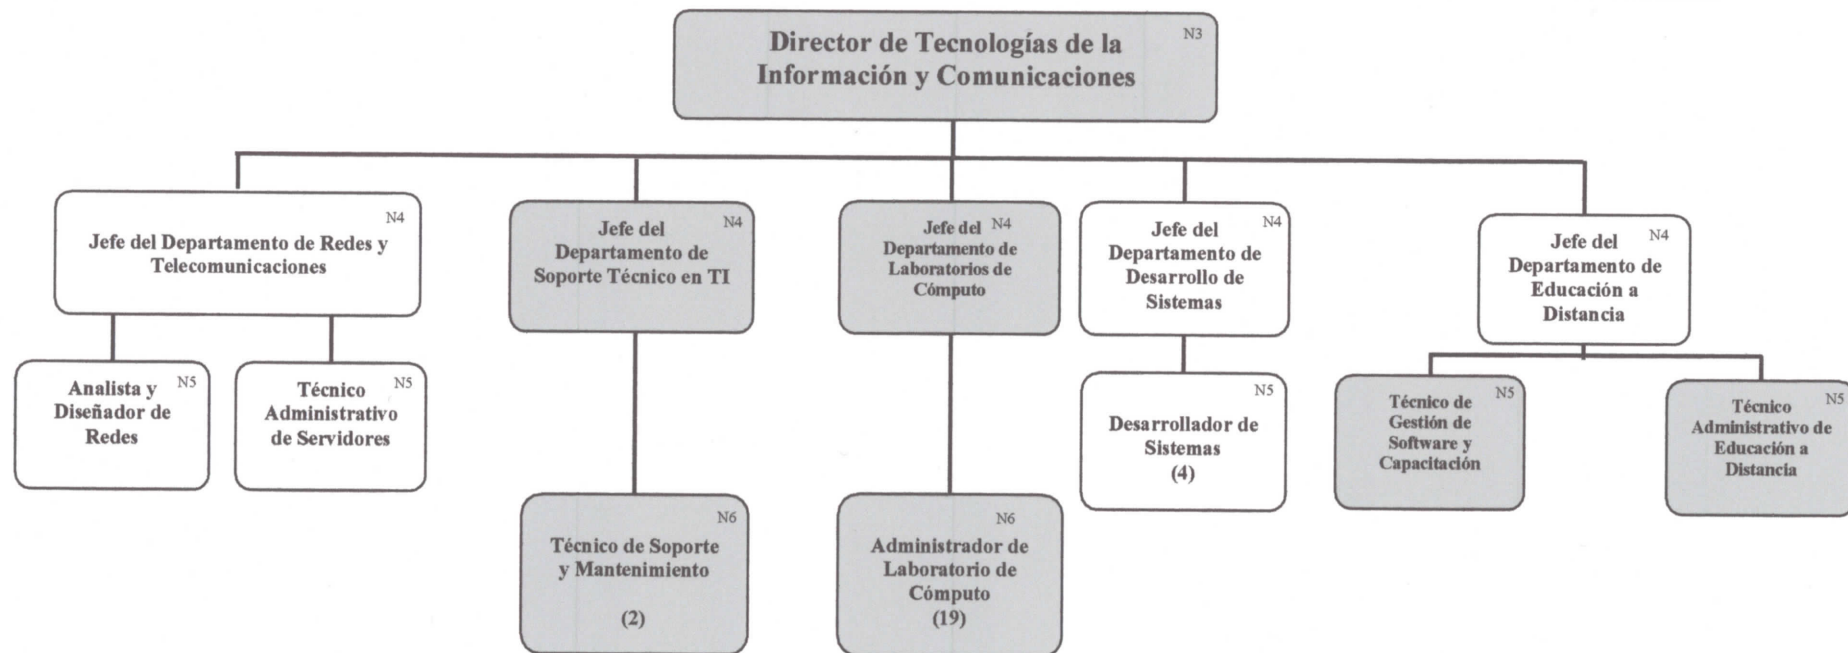 Director de Tecnologías de la
Información y Comunicaciones
N3
N4
Jefe del Departamento de Redes y
Telecomunicaciones
Jefe del
Departamento de
Soporte Técnico en TI
N4
Jefe del
Departamento de
Laboratorios de
Cómputo
N4
Jefe del
Departamento de
Desarrollo de
Sistemas
N4
Jefe del
Departamento de
Educación a
Distancia
N4
Analista y
Diseñador de
Redes
N5
Técnico
Administrativo
de Servidores
N5
N5
Desarrollador de
Sistemas
(4)
Técnico de
Gestión de
Software y
Capacitación
N5
Técnico
Administrativo de
Educación a
Distancia
N5
N6
Técnico de Soporte
y Mantenimiento
(2)
N6
Administrador de
Laboratorio de
Cómputo
(19)